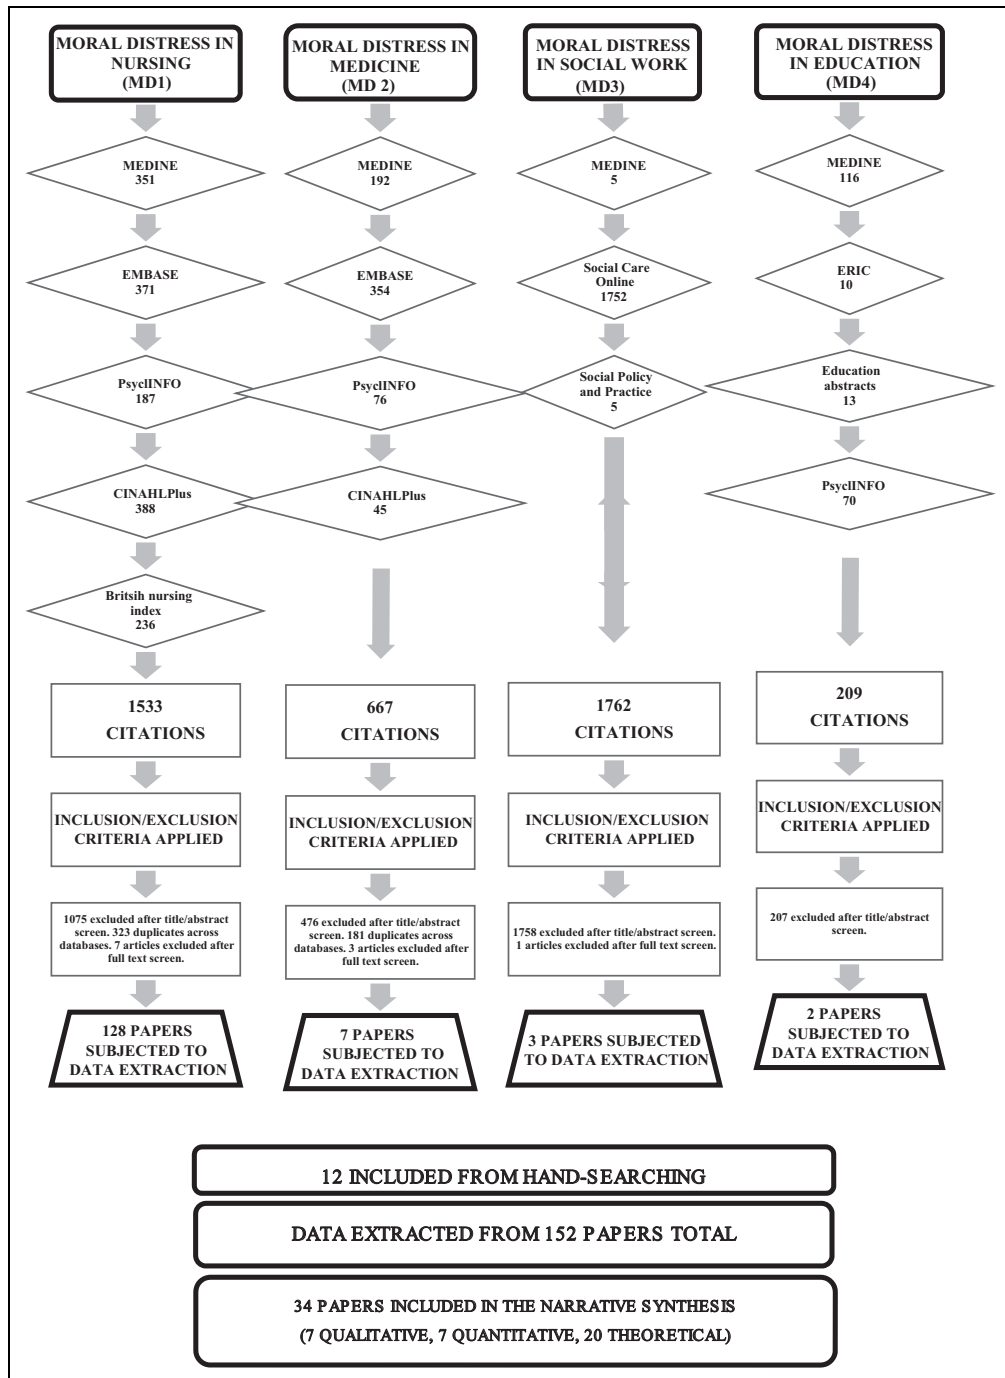 MORAL DISTRESS IN
NURSING
(MD1)
MEDINE
351
EMBASE
371
PsyclINFO
187
CINAHLPlus
388
Britsih nursing
index
236
1533
CITATIONS
INCLUSION/EXCLUSION
CRITERIA APPLIED
1075 excluded after title/abstract
screen. 323 duplicates across
databases. 7 articles excluded after
full text screen.
128 PAPERS
SUBJECTED TO
DATA EXTRACTION
MORAL DISTRESS IN
MEDICINE
(MD 2)
MEDINE
192
EMBASE
354
PsyclINFO
76
CINAHLPlus
45
667
CITATIONS
INCLUSION/EXCLUSION
CRITERIA APPLIED
476 excluded after title/abstract
screen. 181 duplicates across
databases. 3 articles excluded after
full text screen.
7 PAPERS
SUBJECTED TO
DATA EXTRACTION
MORAL DISTRESS
IN SOCIAL WORK
(MD3)
MEDINE
5
Social Care
Online
1752
Social Policy
and Practice
5
1762
CITATIONS
INCLUSION/EXCLUSION
CRITERIA APPLIED
1758 excluded after title/abstract screen.
1 articles excluded after full text screen.
3 PAPERS SUBJECTED
TO DATA EXTRACTION
MORAL DISTRESS
IN EDUCATION
(MD4)
MEDINE
116
ERIC
10
Education
abstracts
13
PsyclINFO
70
209
CITATIONS
INCLUSION/EXCLUSION
CRITERIA APPLIED
207 excluded after title/abstract
screen.
2 PAPERS
SUBJECTED TO
DATA EXTRACTION
12 INCLUDED FROM HAND-SEARCHING
DATA EXTRACTED FROM 152 PAPERS TOTAL
34 PAPERS INCLUDED IN THE NARRATIVE SYNTHESIS
(7 QUALITATIVE, 7 QUANTITATIVE, 20 THEORETICAL)